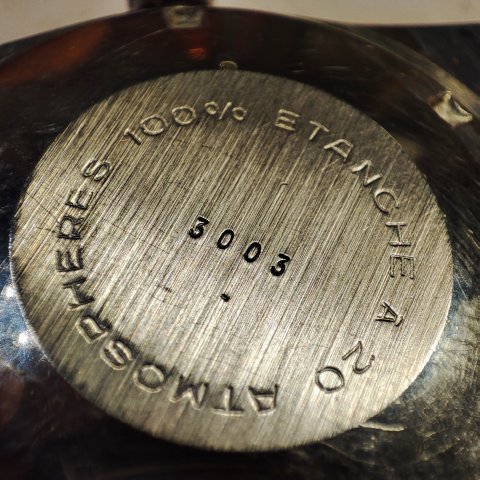 100% ETANCHE À 20 ATMOSPHERES
3003